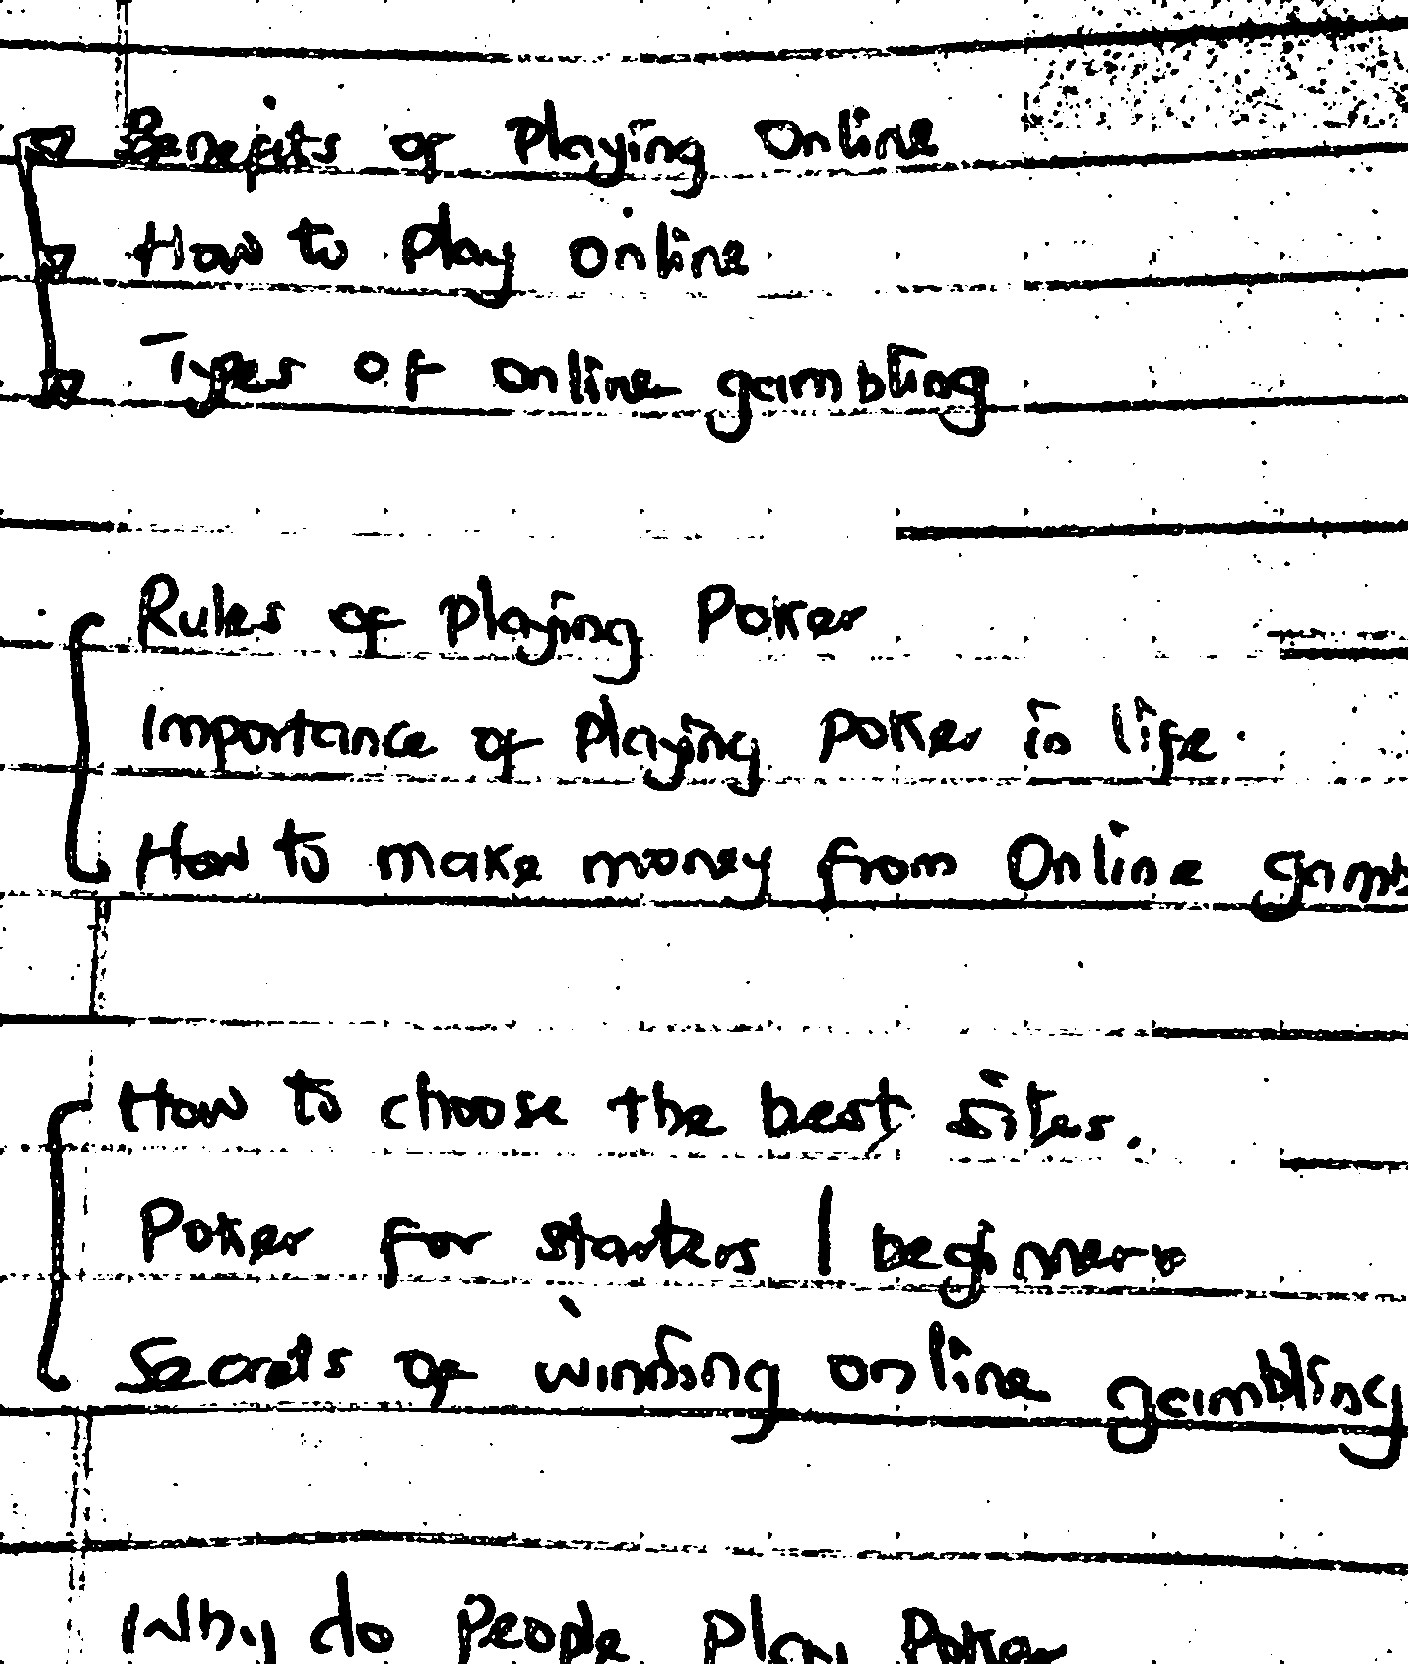 Benefits of Playing Online
How to Play online
Types of online gambling
Rules of playing Poker
Importance of playing poker in life.
How to make money from Online gamb
How to choose the best sites.
Poker for starters / beginners
Secrets of winning online gambling
Why do People Play Poker